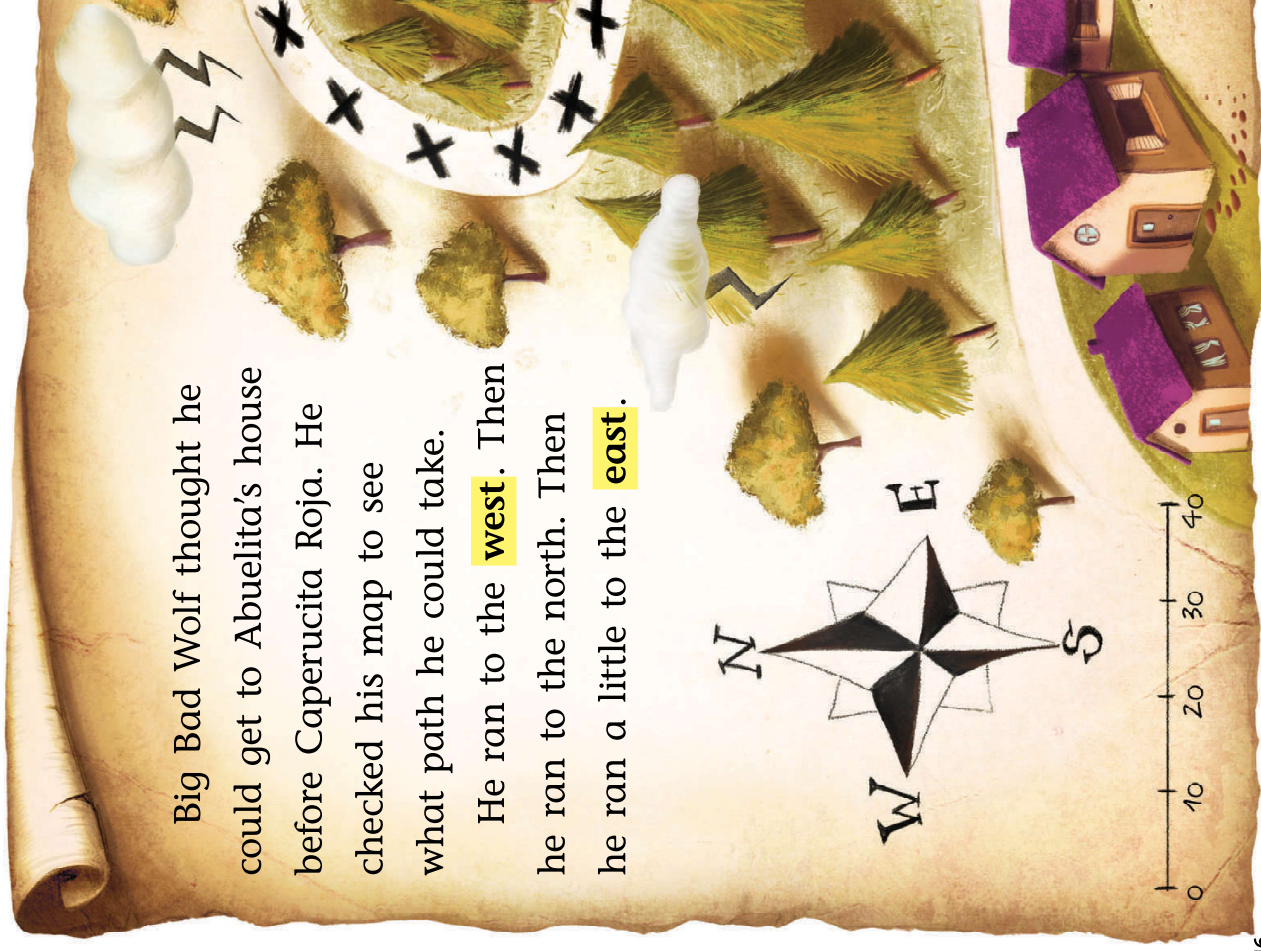 Big Bad Wolf thought he
could get to Abuelita’s house
before Caperucita Roja. He
checked his map to see
what path he could take.
He ran to the west. Then
he ran to the north. Then
he ran a little to the east.
N
W
E
S
0 10 20 30 40